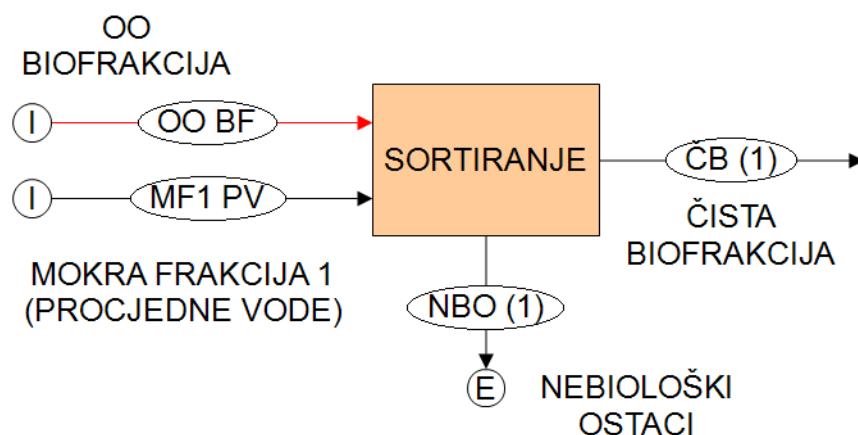 OO
BIOFRAKCIJA
I
OO BF
I
MF1 PV
MOKRA FRAKCIJA 1
(PROCJEDNE VODE)
SORTIRANJE
ČB (1)
ČISTA
BIOFRAKCIJA
NBO (1)
E
NEBIOLOŠKI
OSTACI